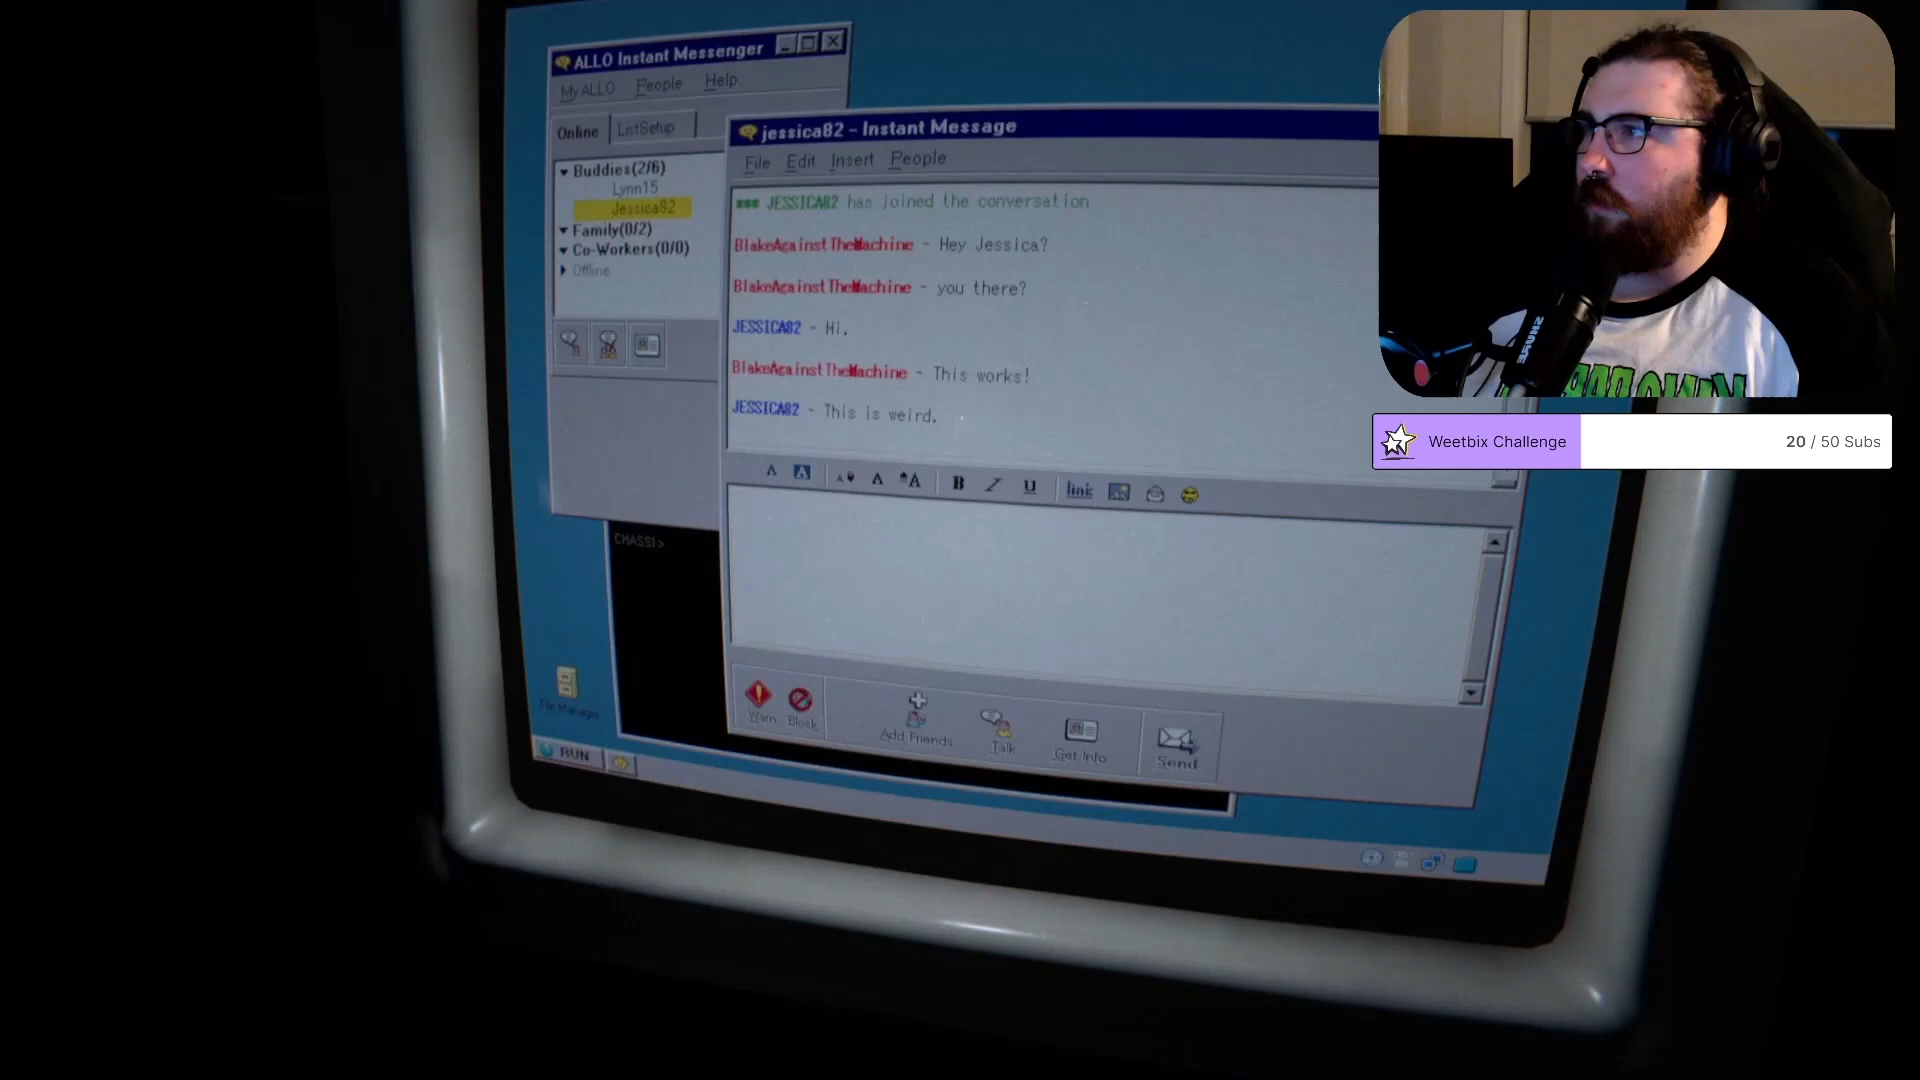 ALLO Instant Messenger
My ALLO People Help
Online ListSetup
Buddies(2/6)
Lynn15
Jessica82
Family(0/2)
Co-Workers(0/0)
Offline
jessica82 - Instant Message
File Edit Insert People
*** JESSICA82 has joined the conversation
BlakeAgainstTheMachine - Hey Jessica?
BlakeAgainstTheMachine - you there?
JESSICA82 - Hi.
BlakeAgainstTheMachine - This works!
JESSICA82 - This is weird.
A A A A A B I U link
CHASSI>
Warn Block Add Friends Talk Get Info Send
File Manager
RUN
SHURE
Weetbix Challenge 20 / 50 Subs